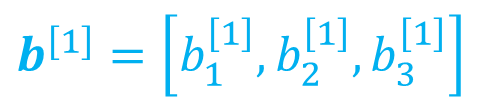 𝒃^{[1]} = [b_1^{[1]}, b_2^{[1]}, b_3^{[1]}]